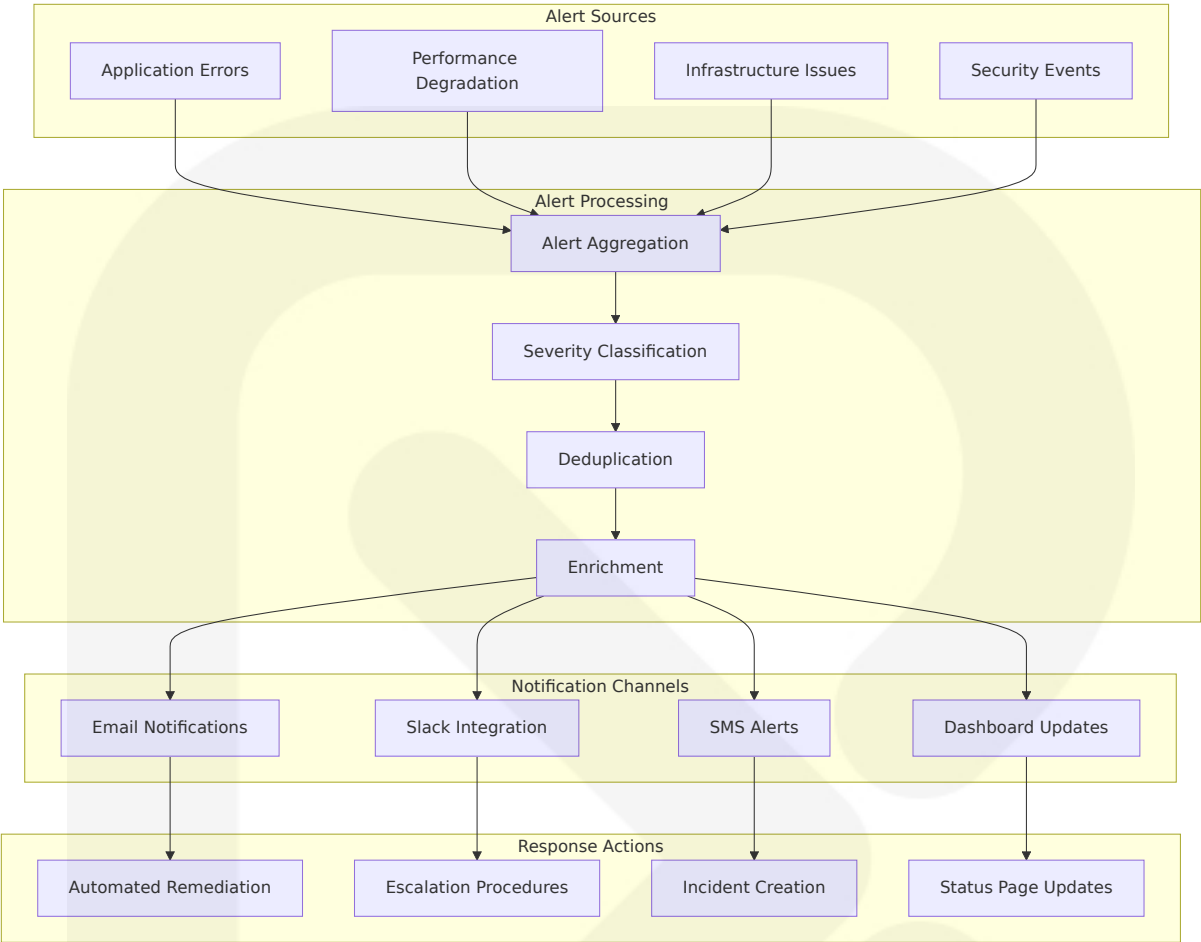 Alert Sources
Application Errors
Performance
Degradation
Infrastructure Issues
Security Events
Alert Processing
Alert Aggregation
Severity Classification
Deduplication
Enrichment
Notification Channels
Email Notifications
Slack Integration
SMS Alerts
Dashboard Updates
Response Actions
Automated Remediation
Escalation Procedures
Incident Creation
Status Page Updates